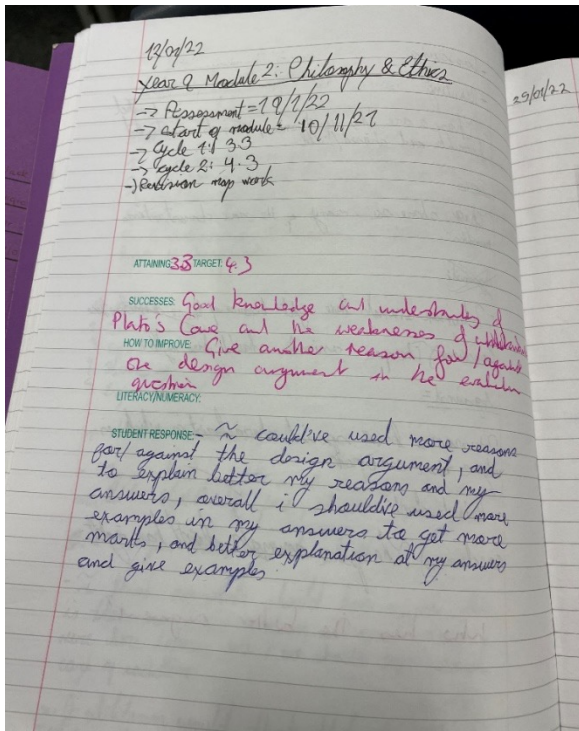 12/01/22
Year 9 Module 2: Philosophy & Ethics
-> Assessment = 19/1/22
-> start of module = 10/11/21
-> Cycle 1: 3.3
-> cycle 2: 4.3
-> Revision map work
29/01/22
ATTAINING: 3.3 TARGET: 4.3
SUCCESSES: Good knowledge and understanding of
Plato's Cave and the weaknesses of utilitarianism
HOW TO IMPROVE: Give another reason for/against
the design argument in the evaluation
question
LITERACY/NUMERACY:
STUDENT RESPONSE:- I could've used more reasons
for/against the design argument, and
to explain better my reasons and my
answers, overall i should've used more
examples in my answers to get more
marks, and better explanation at my answers
and give examples.